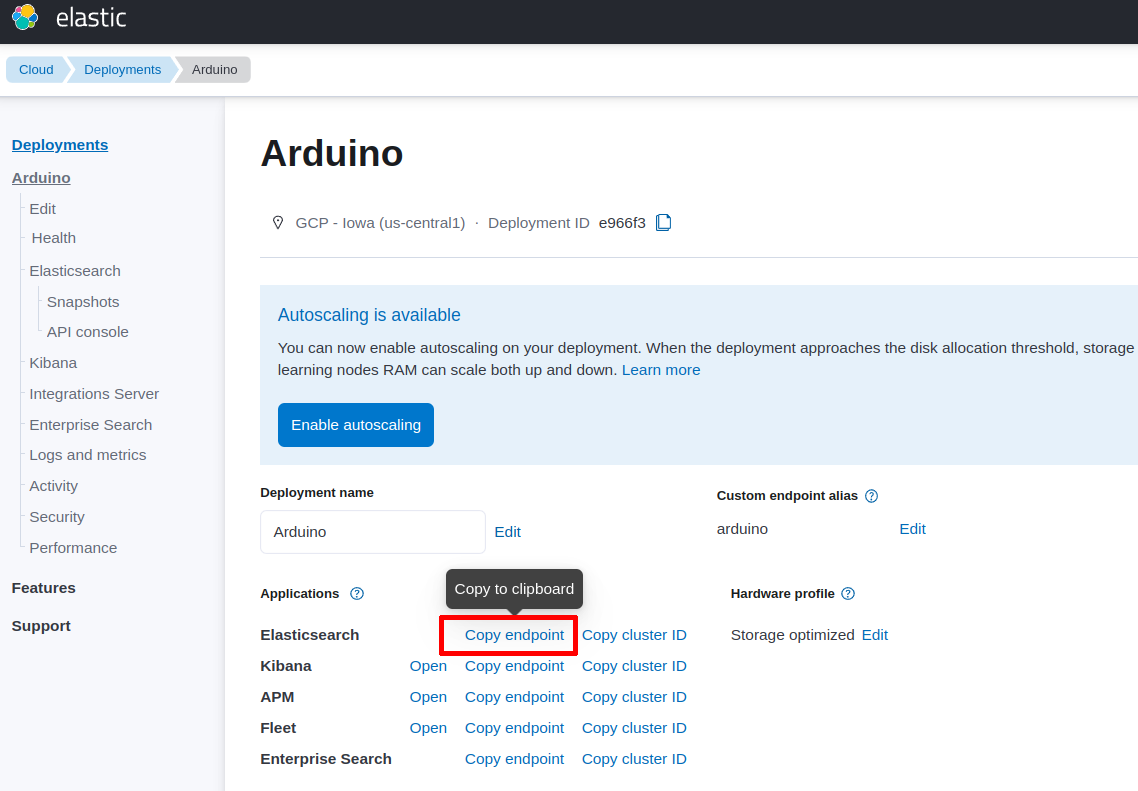 elastic
Cloud
Deployments
Arduino
Deployments
Arduino
Edit
Health
Elasticsearch
Snapshots
API console
Kibana
Integrations Server
Enterprise Search
Logs and metrics
Activity
Security
Performance
Features
Support
Arduino
GCP - Iowa (us-central1) · Deployment ID e966f3
Autoscaling is available
You can now enable autoscaling on your deployment. When the deployment approaches the disk allocation threshold, storage
learning nodes RAM can scale both up and down. Learn more
Enable autoscaling
Deployment name
Arduino Edit
Custom endpoint alias
arduino Edit
Applications
Copy to clipboard
Elasticsearch Copy endpoint Copy cluster ID
Kibana Open Copy endpoint Copy cluster ID
APM Open Copy endpoint Copy cluster ID
Fleet Open Copy endpoint Copy cluster ID
Enterprise Search Copy endpoint Copy cluster ID
Hardware profile
Storage optimized Edit